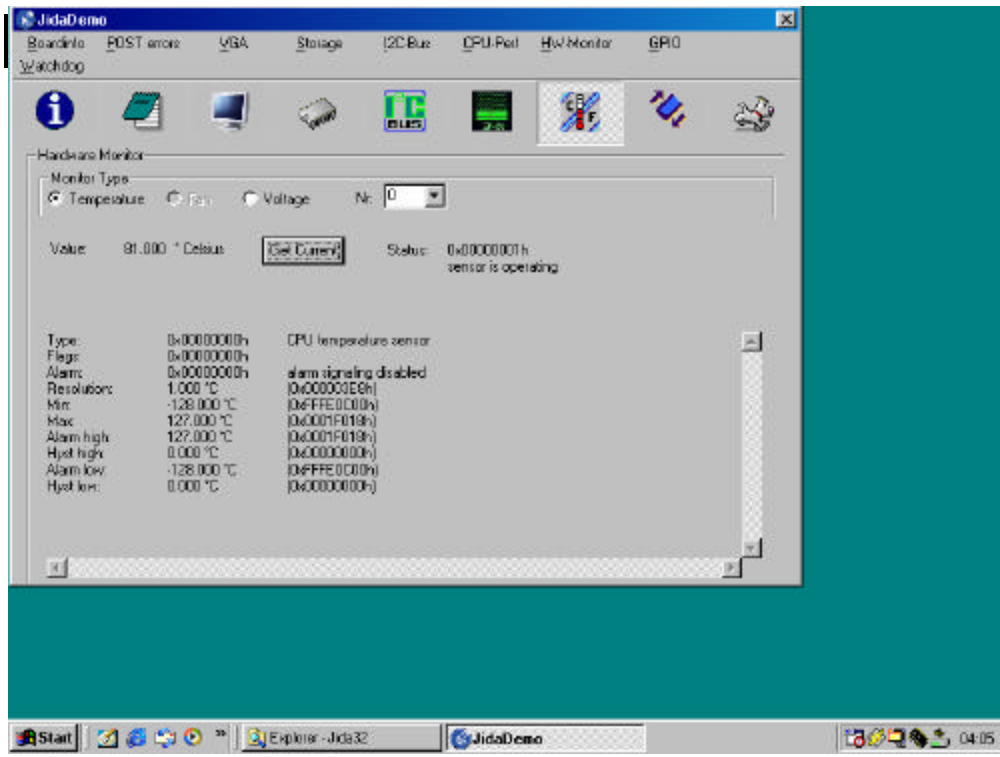 JidaDemo
Boardinfo POST errors VGA Storage I2C-Bus CPU-Perf HW-Monitor GPIO
Watchdog
I²C BUS C F
Hardware Monitor
Monitor Type
Temperature Fan Voltage Nr: 0
Value: 81.000 ° Celsius Get Current Status: 0x00000001h
sensor is operating
Type: 0x00000000h CPU temperature sensor
Flags: 0x00000000h
Alarm: 0x00000000h alarm signaling disabled
Resolution: 1.000 °C (0x000003E8h)
Min: -128.000 °C (0xFFFE0C00h)
Max: 127.000 °C (0x0001F018h)
Alarm high: 127.000 °C (0x0001F018h)
Hyst high: 0.000 °C (0x00000000h)
Alarm low: -128.000 °C (0xFFFE0C00h)
Hyst low: 0.000 °C (0x00000000h)
Start Explorer - Jida32 JidaDemo 04:05